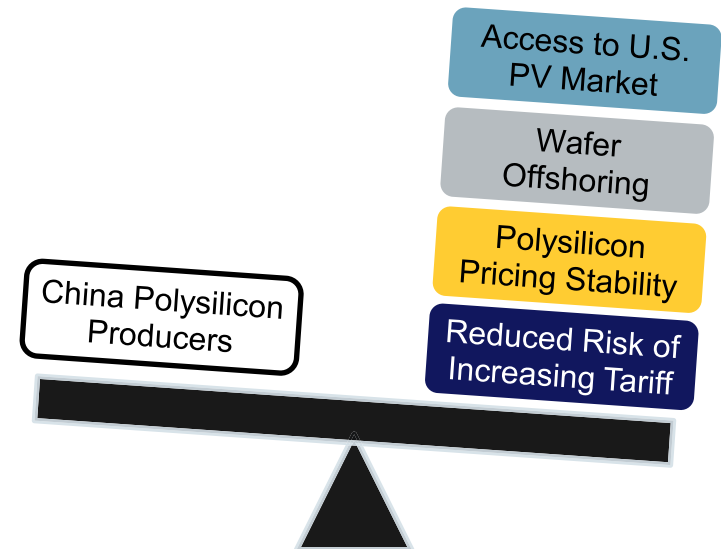 Access to U.S.
PV Market
Wafer
Offshoring
Polysilicon
Pricing Stability
China Polysilicon
Producers
Reduced Risk of
Increasing Tariff